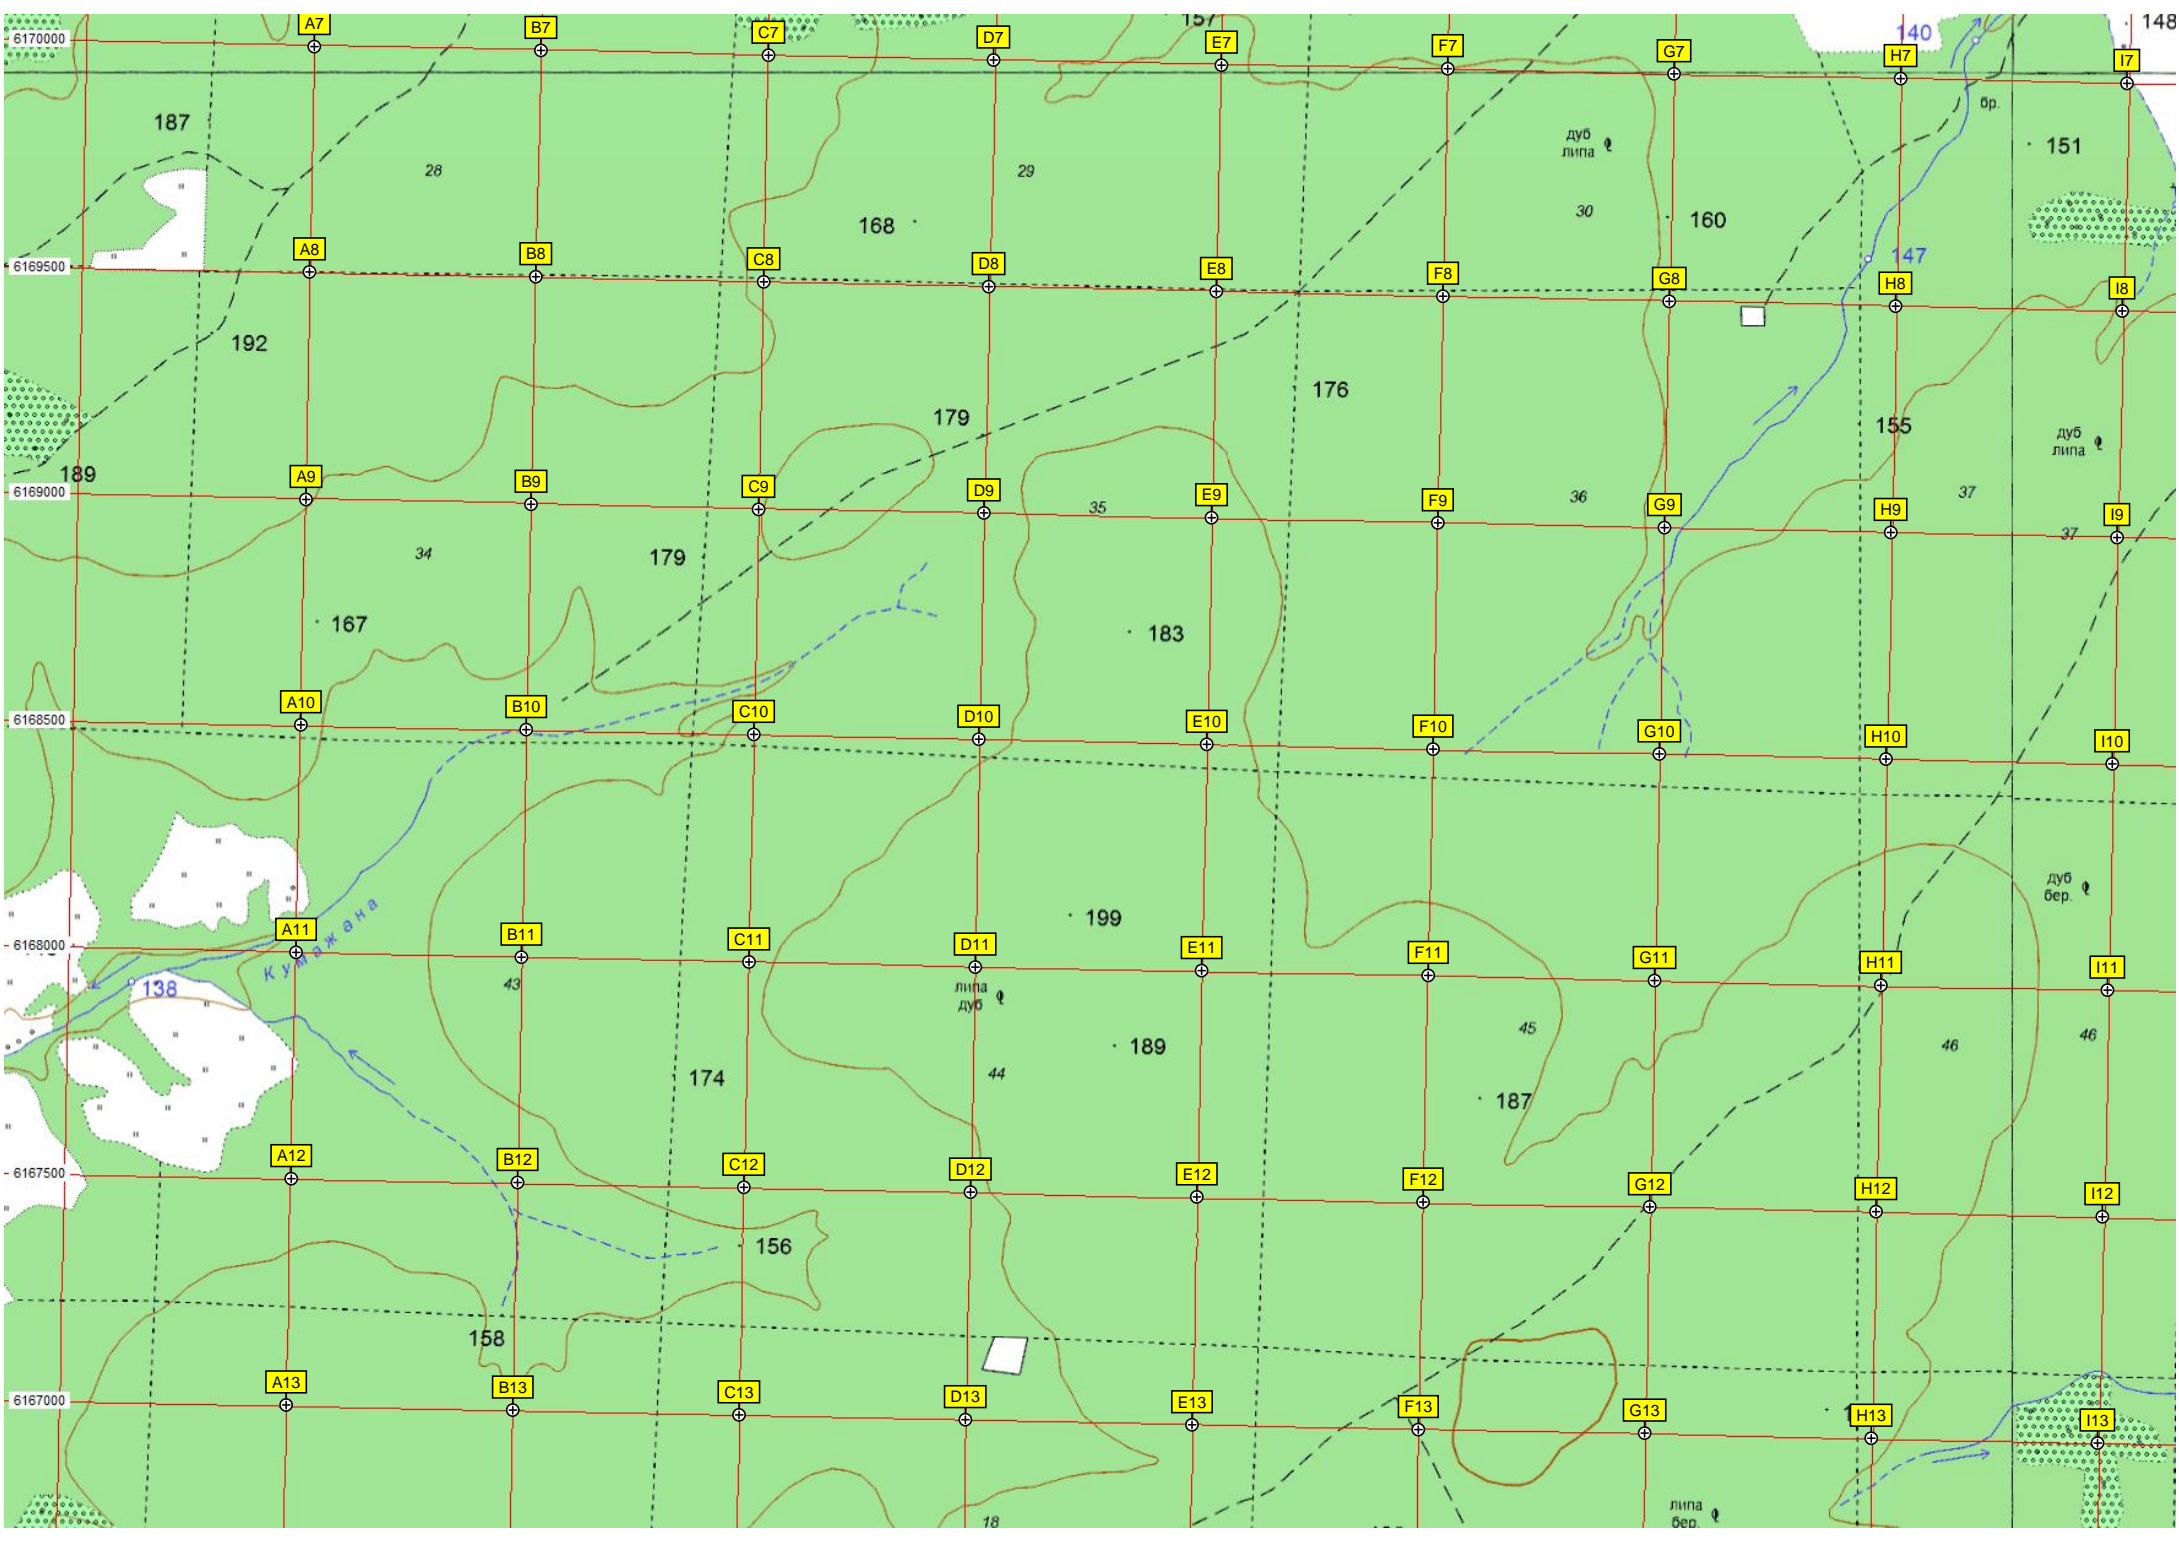 A7 B7 C7 D7 157 E7 F7 G7 140 H7 148 I7
6170000
187 дуб бр. 151
липа
28 29
168 30 160
A8 B8 C8 D8 E8 F8 G8 147 H8 I8
6169500
192
179 176 155 дуб
липа
189 A9 B9 C9 D9 E9 F9 G9 H9 I9
6169000 35 36 37
34 179 37
167 183
A10 B10 C10 D10 E10 F10 G10 H10 I10
6168500
дуб
бер.
199
A11 B11 C11 D11 E11 F11 G11 H11 I11
6168000
Кумажана
138 43 липа
дуб
45 46 46
189
174 44 187
A12 B12 C12 D12 E12 F12 G12 H12 I12
6167500
156
158
A13 B13 C13 D13 E13 F13 G13 H13 I13
6167000
18 липа
бер.